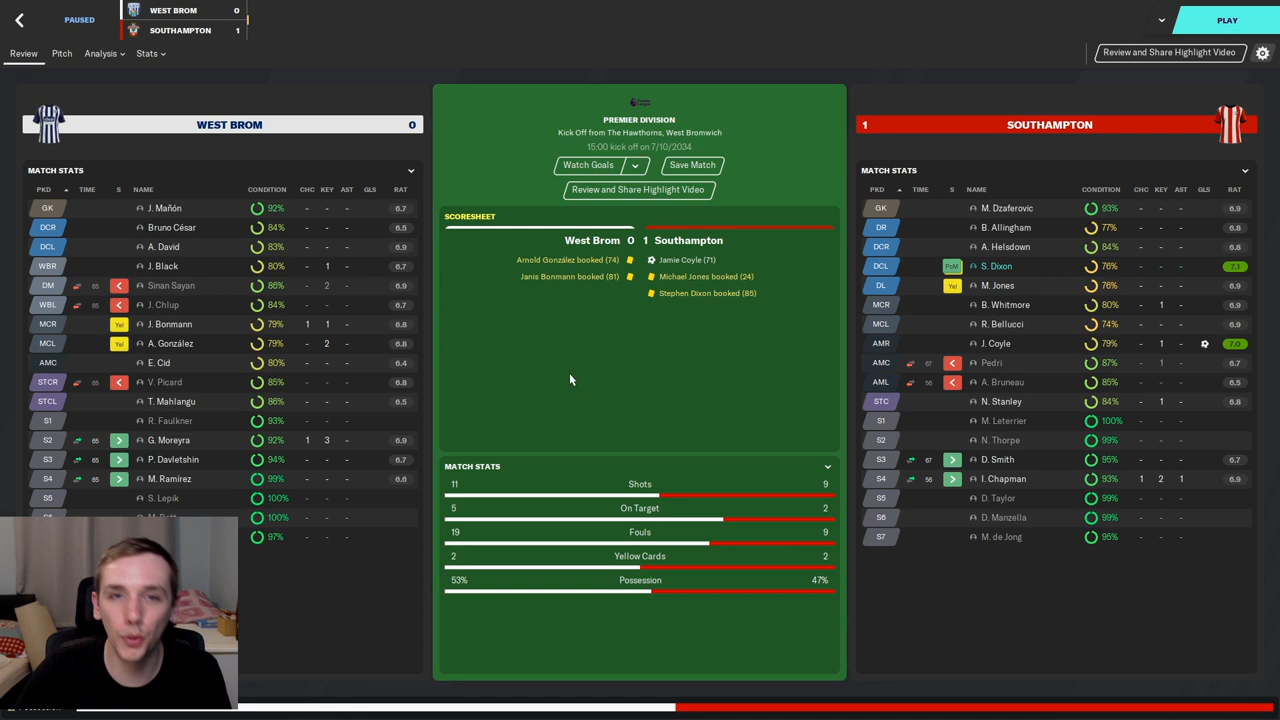 PAUSED
WEST BROM 0
SOUTHAMPTON 1
PLAY
Review Pitch Analysis Stats
Review and Share Highlight Video
WEST BROM 0
MATCH STATS
PKD TIME S NAME CONDITION CHC KEY AST GLS RAT
GK J. Mañón 92% - - - 6.7
DCR Bruno César 84% - - - 6.5
DCL A. David 83% - - - 6.9
WBR J. Black 80% - 1 - 6.7
DM 65 Sinan Sayan 86% - 2 - 6.9
WBL 65 J. Chlup 84% - - - 6.7
MCR Yel J. Bonmann 79% 1 1 - 6.8
MCL Yel A. González 79% - 2 - 6.8
AMC E. Cid 80% - - - 6.4
STCR 65 V. Picard 85% - - - 6.8
STCL T. Mahlangu 86% - - - 6.5
S1 R. Faulkner 93%
S2 65 G. Moreyra 92% 1 3 - 6.9
S3 65 P. Davletshin 94% - - - 6.7
S4 65 M. Ramírez 99% - - - 6.6
S5 S. Lepik 100%
100%
97%
PREMIER DIVISION
Kick Off from The Hawthorns, West Bromwich
15:00 kick off on 7/10/2034
Watch Goals Save Match
Review and Share Highlight Video
SCORESHEET
West Brom 0 1 Southampton
Arnold González booked (74) Jamie Coyle (71)
Janis Bonmann booked (81) Michael Jones booked (24)
Stephen Dixon booked (85)
MATCH STATS
11 Shots 9
5 On Target 2
19 Fouls 9
2 Yellow Cards 2
53% Possession 47%
1 SOUTHAMPTON
MATCH STATS
PKD TIME S NAME CONDITION CHC KEY AST GLS RAT
GK M. Dzaferovic 93% - - - 6.9
DR B. Allingham 77% - - - 6.8
DCR A. Helsdown 84% - - - 6.9
DCL PoM S. Dixon 76% - - - 7.1
DL Yel M. Jones 76% - - - 6.9
MCR B. Whitmore 80% - 1 - 6.9
MCL R. Bellucci 74% - - - 6.9
AMR J. Coyle 79% - 1 - 7.0
AMC 67 Pedri 87% - 1 - 6.7
AML 56 A. Bruneau 85% - - - 6.5
STC N. Stanley 84% - 1 - 6.8
S1 M. Leterrier 100%
S2 N. Thorpe 99%
S3 67 D. Smith 95% - - - 6.7
S4 56 I. Chapman 93% 1 2 1 6.9
S5 D. Taylor 99%
S6 D. Manzella 99%
S7 M. de Jong 95%